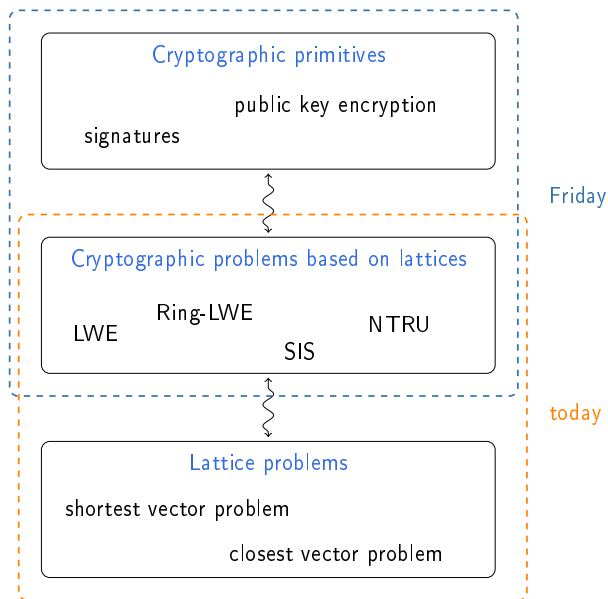 Cryptographic primitives
public key encryption
signatures
Friday
Cryptographic problems based on lattices
Ring-LWE
NTRU
LWE
SIS
today
Lattice problems
shortest vector problem
closest vector problem